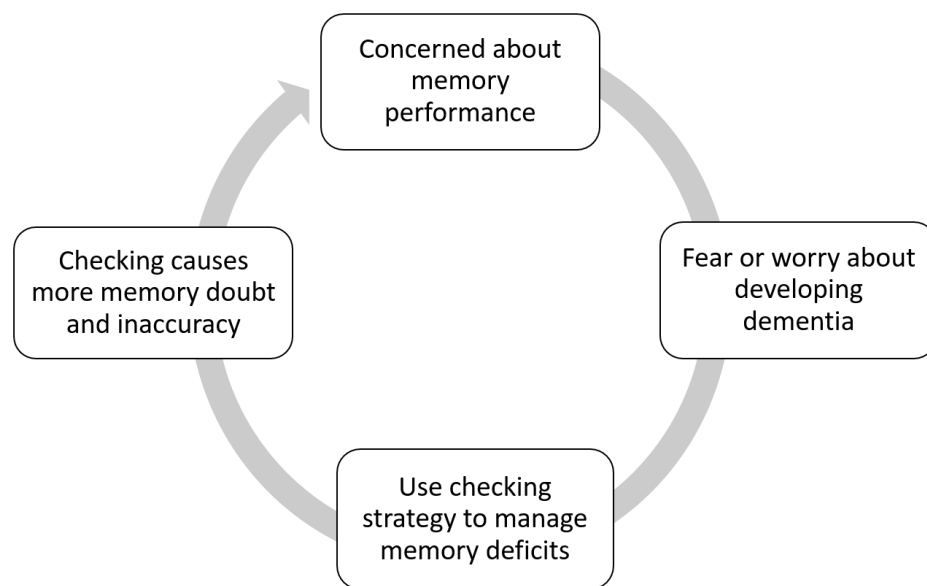 Concerned about
memory
performance
Fear or worry about
developing
dementia
Use checking
strategy to manage
memory deficits
Checking causes
more memory doubt
and inaccuracy